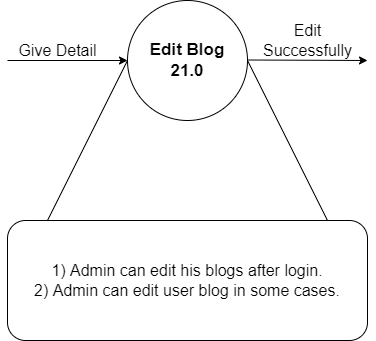 Give Detail
Edit Blog
21.0
Edit
Successfully
1) Admin can edit his blogs after login.
2) Admin can edit user blog in some cases.